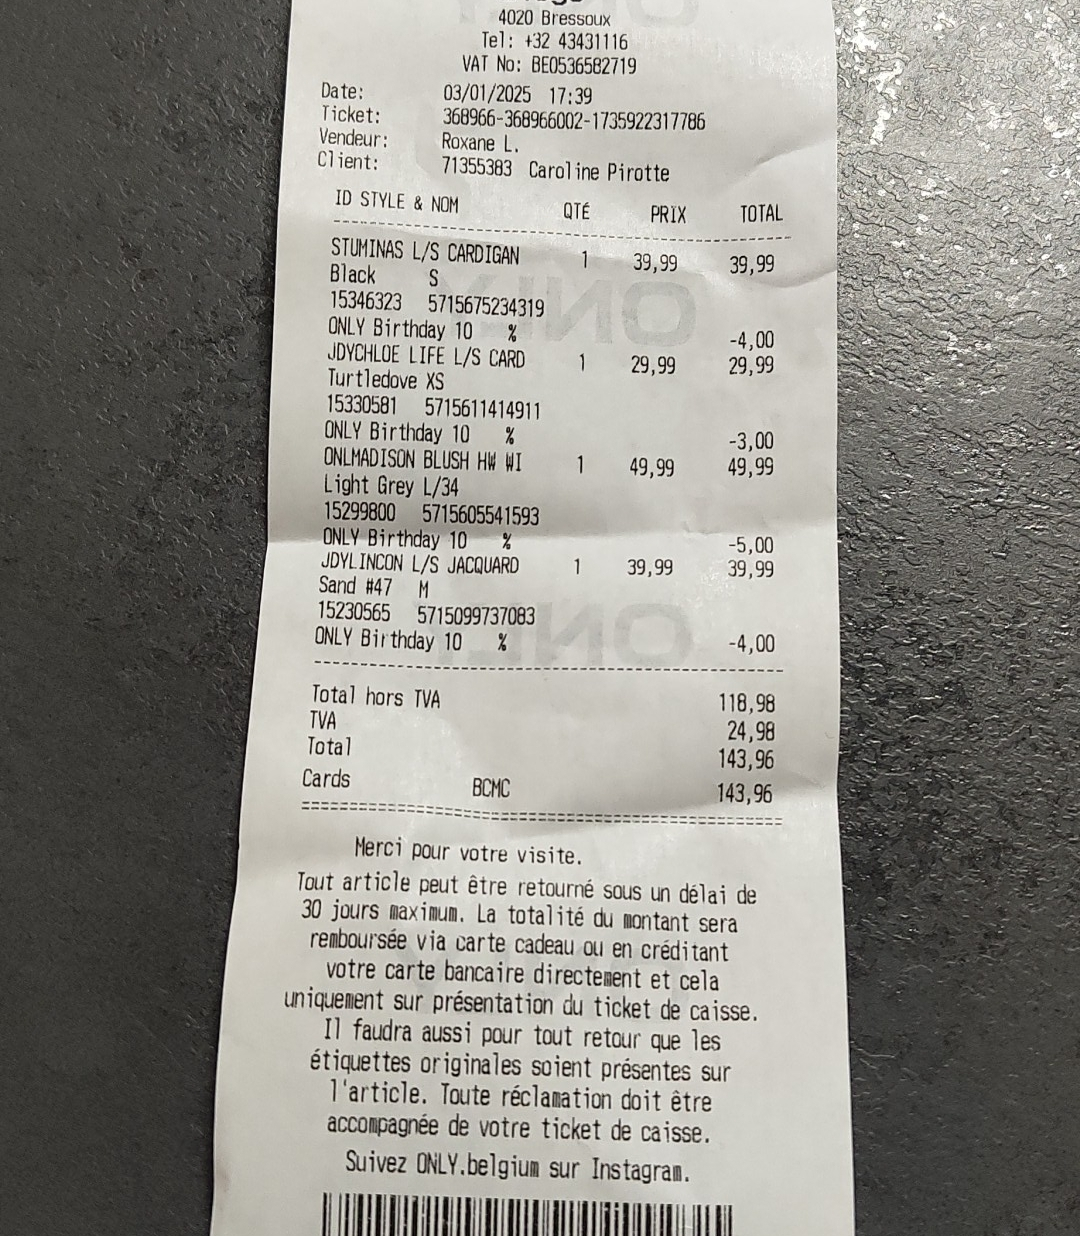 4020 Bressoux
Tel: +32 43431116
VAT No: BE0536582719
Date: 03/01/2025 17:39
Ticket: 368966-368966002-1735922317786
Vendeur: Roxane L.
Client: 71355383 Caroline Pirotte
ID STYLE & NOM QTÉ PRIX TOTAL
STUMINAS L/S CARDIGAN 1 39,99 39,99
Black S
15346323 5715675234319
ONLY Birthday 10 % -4,00
JDYCHLOE LIFE L/S CARD 1 29,99 29,99
Turtledove XS
15330581 5715611414911
ONLY Birthday 10 % -3,00
ONLMADISON BLUSH HW WI 1 49,99 49,99
Light Grey L/34
15299800 5715605541593
ONLY Birthday 10 % -5,00
JDYLINCON L/S JACQUARD 1 39,99 39,99
Sand #47 M
15230565 5715099737083
ONLY Birthday 10 % -4,00
Total hors TVA 118,98
TVA 24,98
Total 143,96
Cards BCMC 143,96
Merci pour votre visite.
Tout article peut être retourné sous un délai de
30 jours maximum. La totalité du montant sera
remboursée via carte cadeau ou en créditant
votre carte bancaire directement et cela
uniquement sur présentation du ticket de caisse.
Il faudra aussi pour tout retour que les
étiquettes originales soient présentes sur
l'article. Toute réclamation doit être
accompagnée de votre ticket de caisse.
Suivez ONLY.belgium sur Instagram.